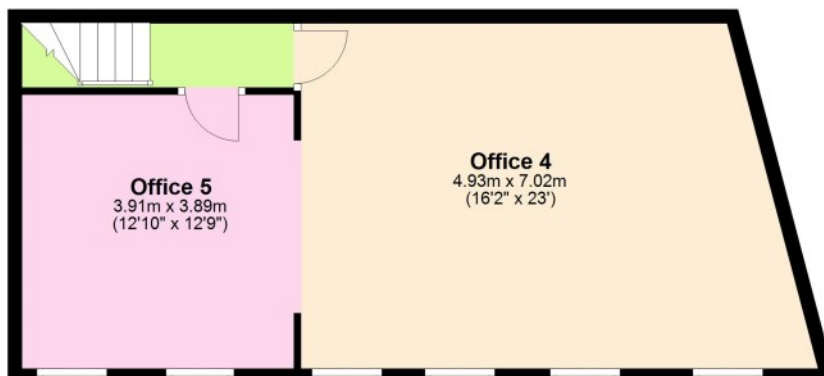 Office 5
3.91m x 3.89m
(12'10" x 12'9")
Office 4
4.93m x 7.02m
(16'2" x 23')